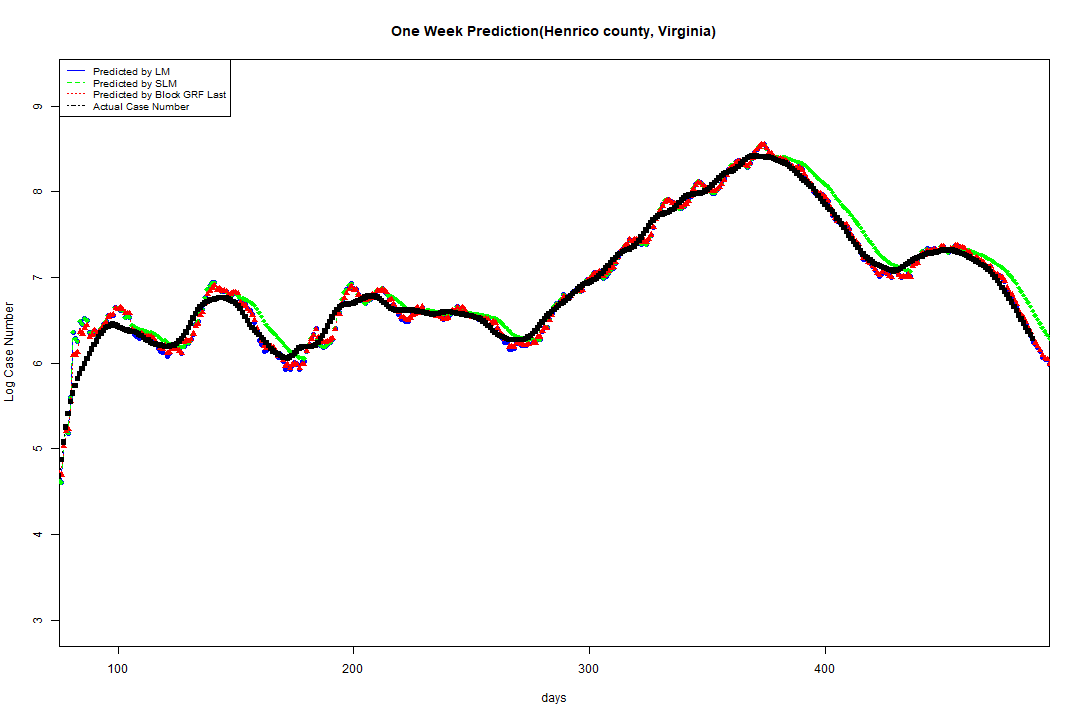 One Week Prediction(Henrico county, Virginia)
Predicted by LM
Predicted by SLM
Predicted by Block GRF Last
Actual Case Number
9
8
7
6
5
4
3
Log Case Number
100 200 300 400
days